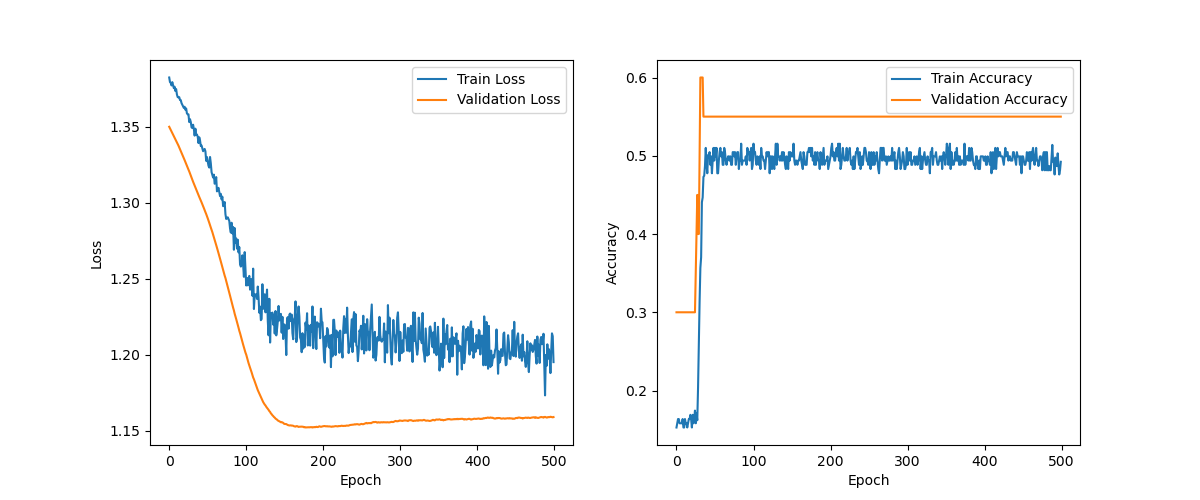 Train Loss
Validation Loss
1.35
1.30
1.25
1.20
1.15
Loss
0 100 200 300 400 500
Epoch
Train Accuracy
Validation Accuracy
0.6
0.5
0.4
0.3
0.2
Accuracy
0 100 200 300 400 500
Epoch